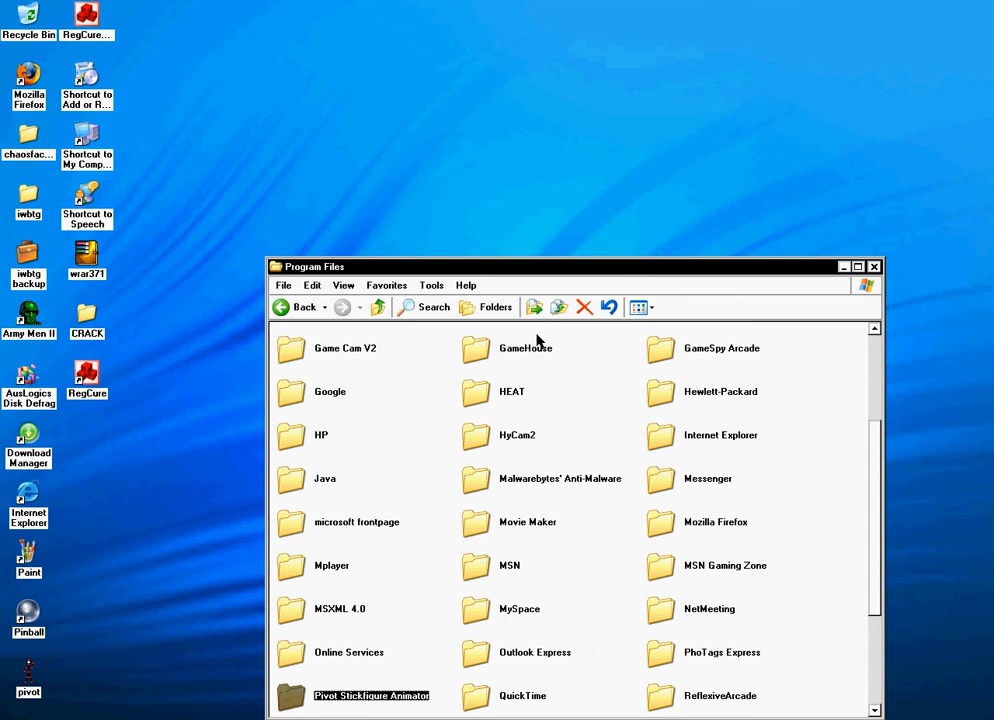 Recycle Bin
RegCure...
Mozilla
Firefox
Shortcut to
Add or R...
chaosfac...
Shortcut to
My Comp...
iwbtg
Shortcut to
Speech
iwbtg
backup
wrar371
Army Men II
CRACK
AusLogics
Disk Defrag
RegCure
Download
Manager
Internet
Explorer
Paint
Pinball
pivot
Program Files
File Edit View Favorites Tools Help
Back Search Folders
Game Cam V2 GameHouse GameSpy Arcade
Google HEAT Hewlett-Packard
HP HyCam2 Internet Explorer
Java Malwarebytes' Anti-Malware Messenger
microsoft frontpage Movie Maker Mozilla Firefox
Mplayer MSN MSN Gaming Zone
MSXML 4.0 MySpace NetMeeting
Online Services Outlook Express PhoTags Express
Pivot Stickfigure Animator QuickTime ReflexiveArcade